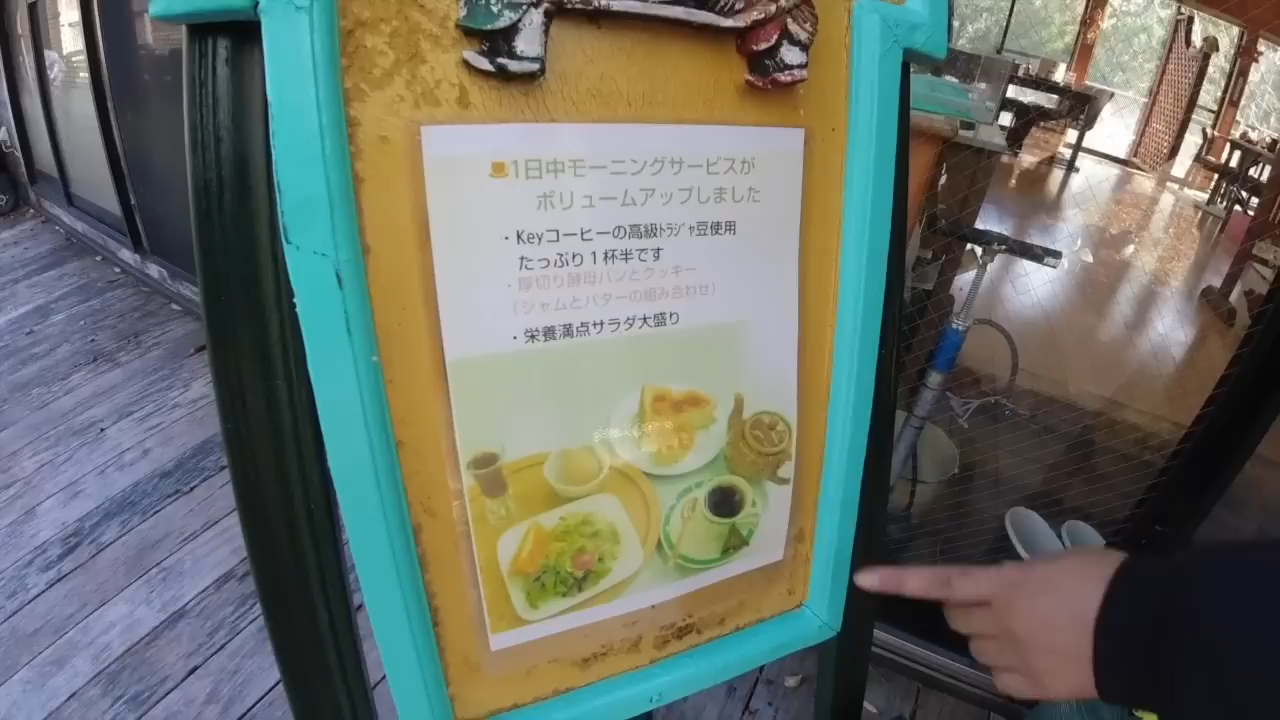 1日中モーニングサービスが
ボリュームアップしました
・Keyコーヒーの高級ﾄﾗｼﾞｬ豆使用
たっぷり1杯半です
・厚切り酵母パンとクッキー
(ジャムとバターの組み合わせ)
・栄養満点サラダ大盛り